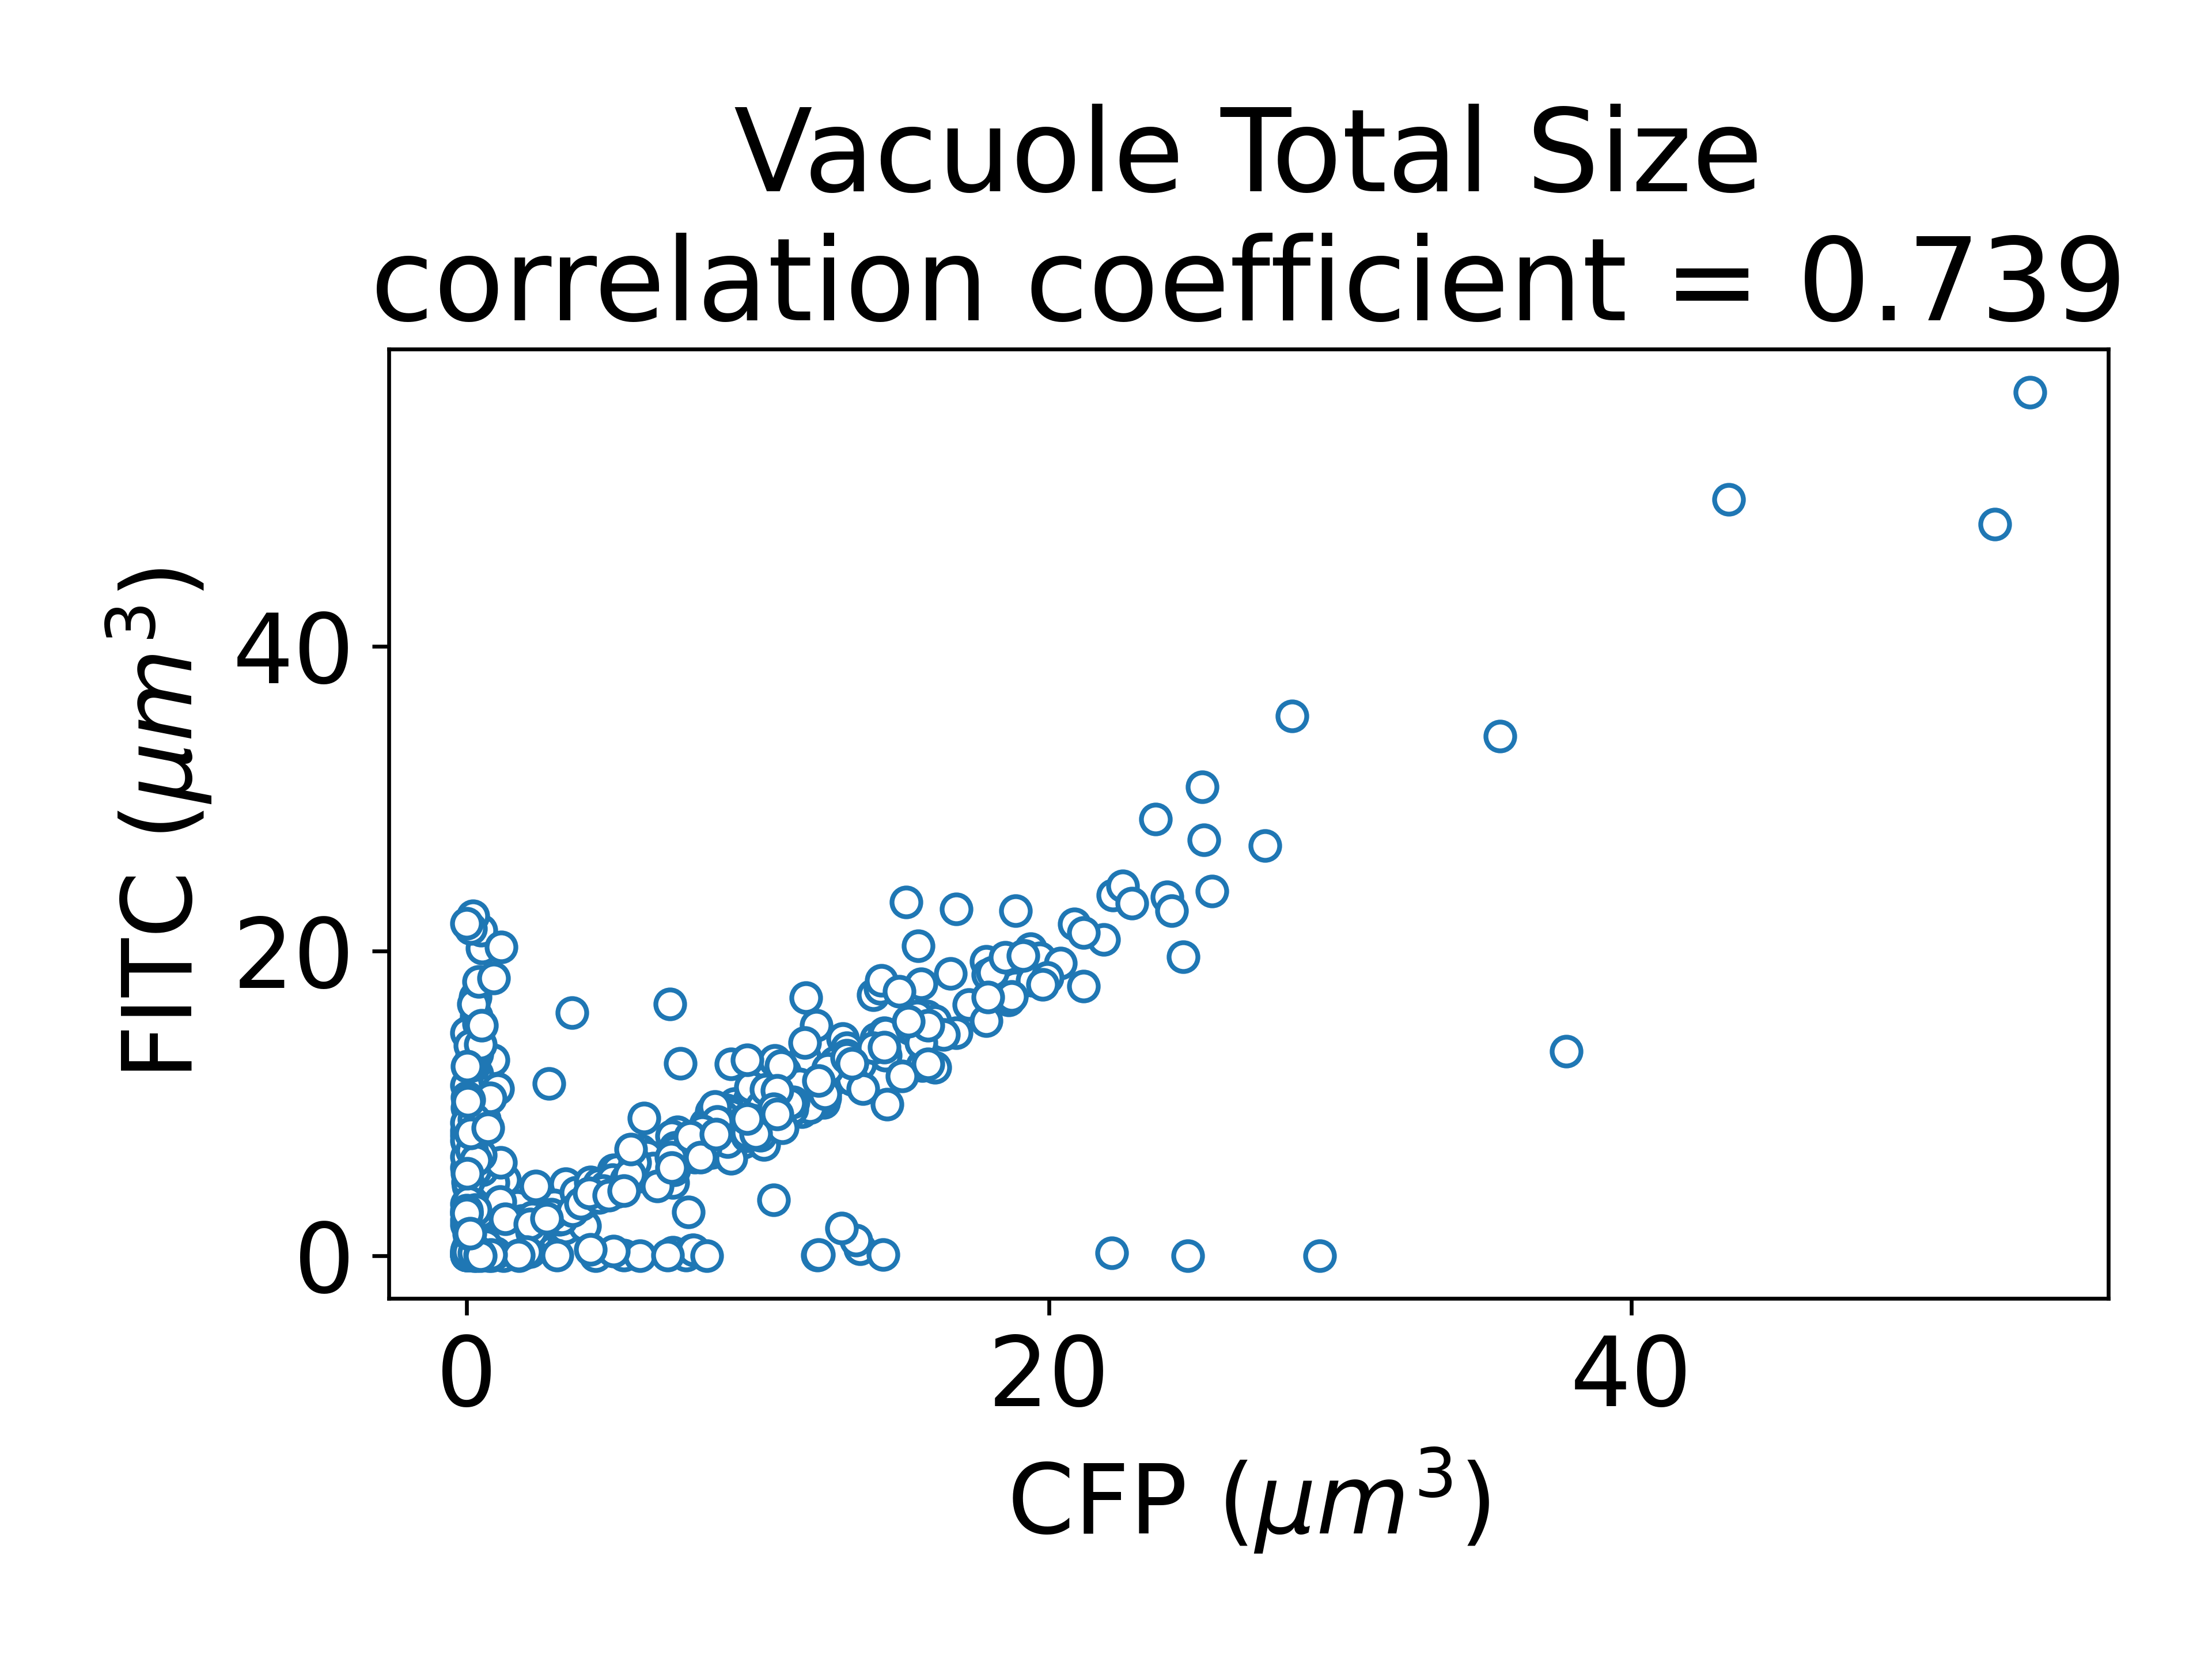 Vacuole Total Size
correlation coefficient = 0.739
FITC (μm³)
40
20
0
0
20
40
CFP (μm³)